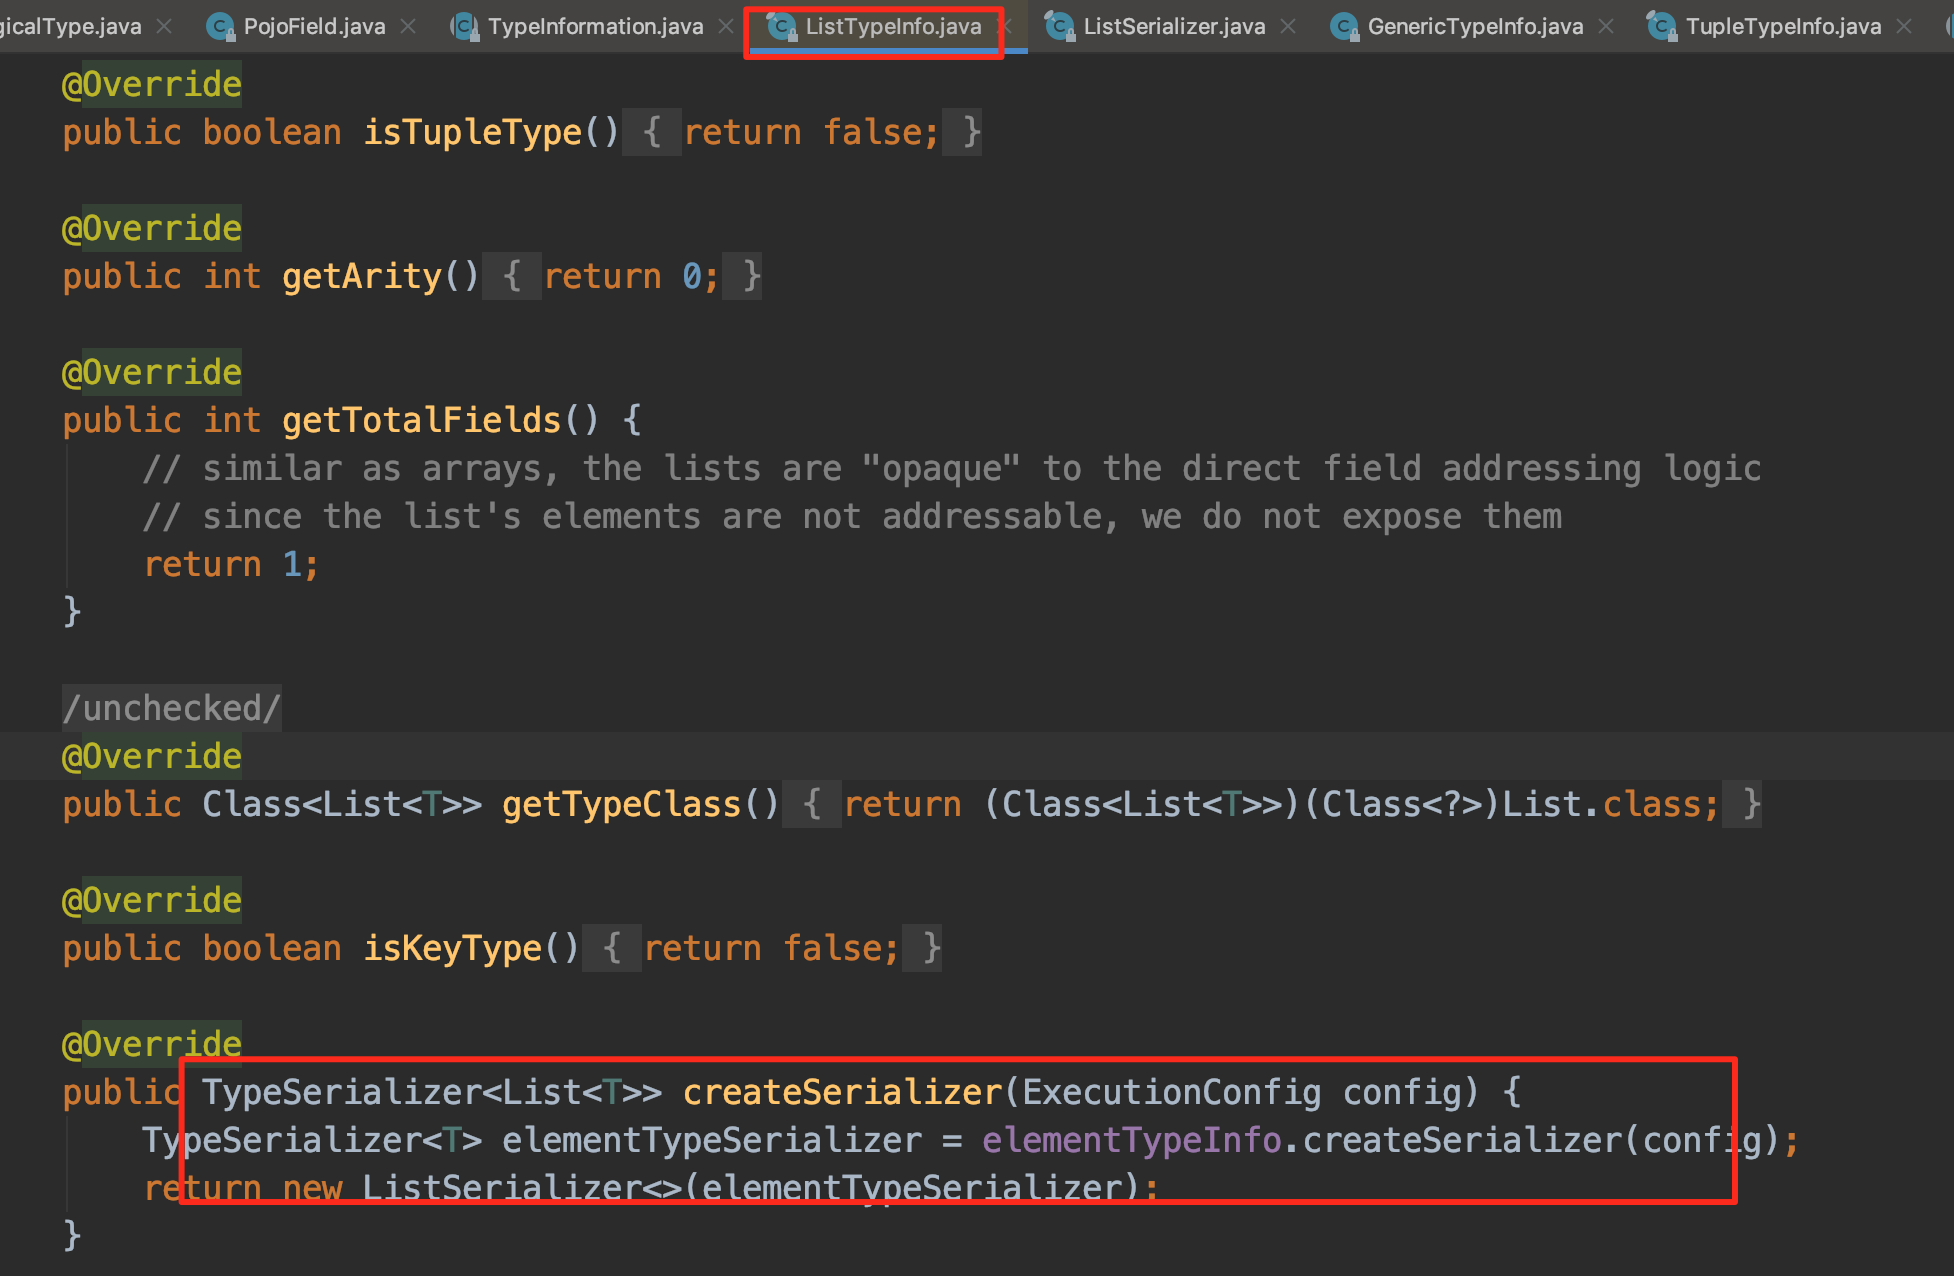 gicalType.java PojoField.java TypeInformation.java ListTypeInfo.java ListSerializer.java GenericTypeInfo.java TupleTypeInfo.java
@Override
public boolean isTupleType() { return false; }
@Override
public int getArity() { return 0; }
@Override
public int getTotalFields() {
// similar as arrays, the lists are "opaque" to the direct field addressing logic
// since the list's elements are not addressable, we do not expose them
return 1;
}
/unchecked/
@Override
public Class<List<T>> getTypeClass() { return (Class<List<T>>)(Class<?>)List.class; }
@Override
public boolean isKeyType() { return false; }
@Override
public TypeSerializer<List<T>> createSerializer(ExecutionConfig config) {
TypeSerializer<T> elementTypeSerializer = elementTypeInfo.createSerializer(config);
return new ListSerializer<>(elementTypeSerializer);
}